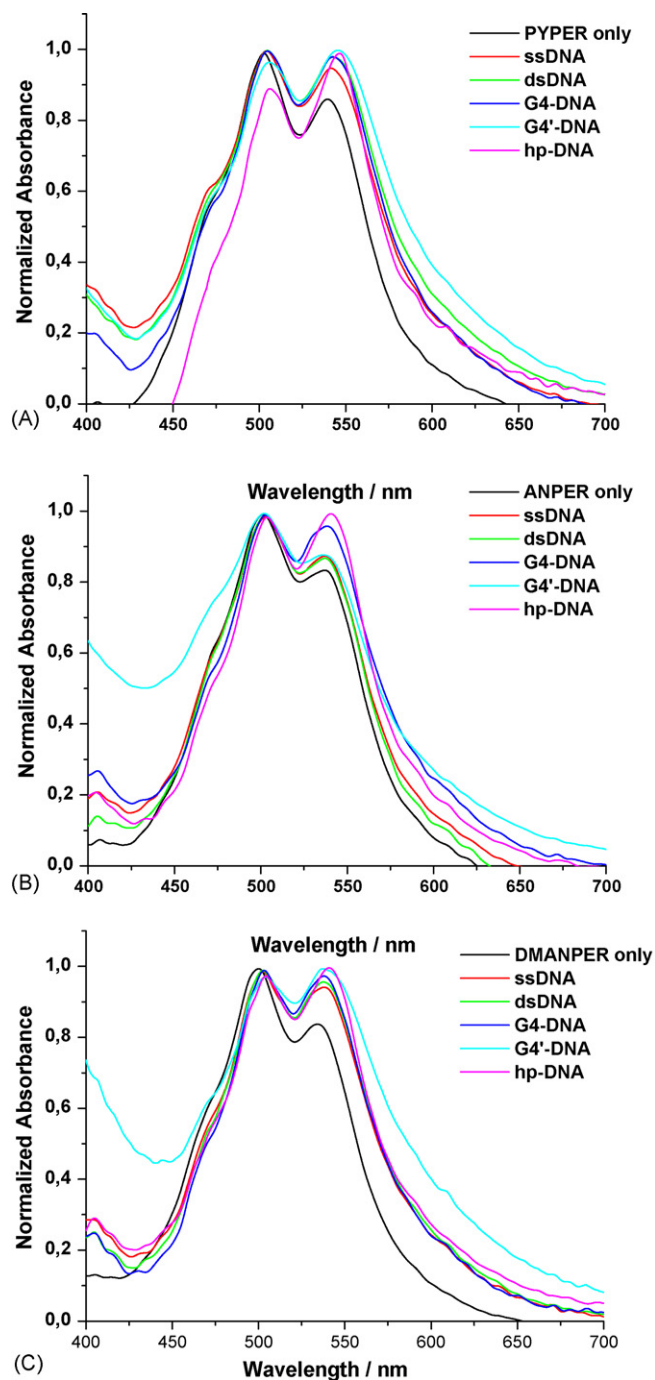 PYPER only
ssDNA
dsDNA
G4-DNA
G4'-DNA
hp-DNA
Normalized Absorbance
1,0
0,8
0,6
0,4
0,2
0,0
400 450 500 550 600 650 700
(A)
Wavelength / nm
ANPER only
ssDNA
dsDNA
G4-DNA
G4'-DNA
hp-DNA
Normalized Absorbance
1,0
0,8
0,6
0,4
0,2
0,0
400 450 500 550 600 650 700
(B)
Wavelength / nm
DMANPER only
ssDNA
dsDNA
G4-DNA
G4'-DNA
hp-DNA
Normalized Absorbance
1,0
0,8
0,6
0,4
0,2
0,0
400 450 500 550 600 650 700
(C)
Wavelength / nm